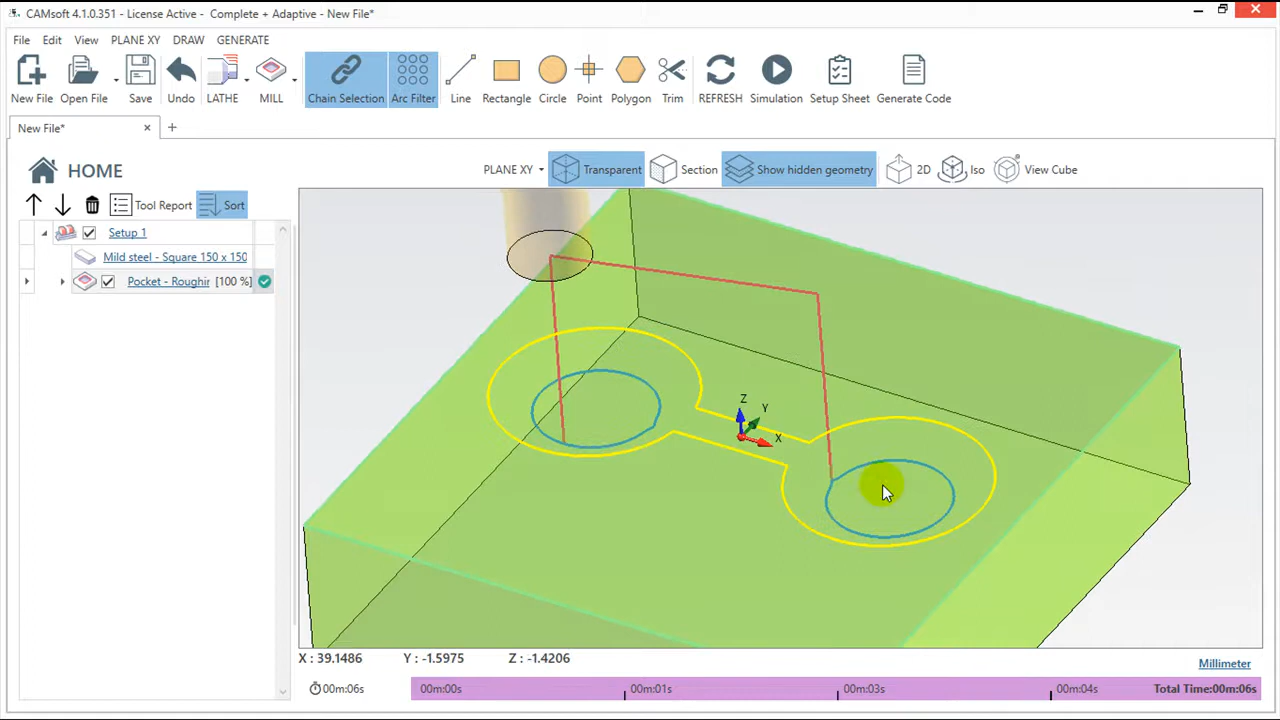 CAMsoft 4.1.0.351 - License Active - Complete + Adaptive - New File*
File Edit View PLANE XY DRAW GENERATE
New File Open File Save Undo LATHE MILL Chain Selection Arc Filter Line Rectangle Circle Point Polygon Trim REFRESH Simulation Setup Sheet Generate Code
New File*
HOME
PLANE XY Transparent Section Show hidden geometry 2D Iso View Cube
Tool Report Sort
Setup 1
Mild steel - Square 150 x 150
Pocket - Roughir [100 %]
Z
Y
X
X : 39.1486 Y : -1.5975 Z : -1.4206
Millimeter
00m:06s 00m:00s 00m:01s 00m:03s 00m:04s Total Time:00m:06s